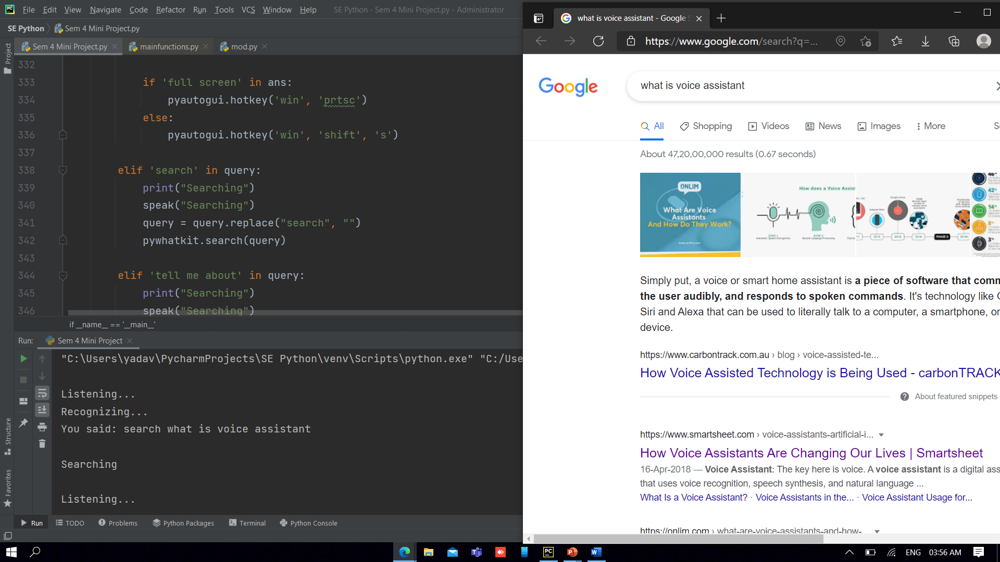 File Edit View Navigate Code Refactor Run Tools VCS Window Help SE Python - Sem 4 Mini Project.py - Administrator
SE Python Sem 4 Mini Project.py
Sem 4 Mini Project.py mainfunctions.py mod.py
Project
332
333 if 'full screen' in ans:
334 pyautogui.hotkey('win', 'prtsc')
335 else:
336 pyautogui.hotkey('win', 'shift', 's')
337
338 elif 'search' in query:
339 print("Searching")
340 speak("Searching")
341 query = query.replace("search", "")
342 pywhatkit.search(query)
343
344 elif 'tell me about' in query:
345 print("Searching")
346 speak("Searching")
if __name__ == '__main__'
Run: Sem 4 Mini Project
"C:\Users\yadav\PycharmProjects\SE Python\venv\Scripts\python.exe" "C:/Use
Listening...
Recognizing...
You said: search what is voice assistant
Searching
Listening...
Structure
Favorites
Run TODO Problems Python Packages Terminal Python Console
what is voice assistant - Google
https://www.google.com/search?q=...
Google
what is voice assistant
All Shopping Videos News Images More
About 47,20,00,000 results (0.67 seconds)
ONLIM
What Are Voice
Assistants
And How Do They Work?
www.onlim.com
How does a Voice Assis
STEP 1
STEP 2
PHASE 2
46%
42%
14%
8%
3%
Simply put, a voice or smart home assistant is a piece of software that comm
the user audibly, and responds to spoken commands. It's technology like
Siri and Alexa that can be used to literally talk to a computer, a smartphone, or
device.
https://www.carbontrack.com.au › blog › voice-assisted-te...
How Voice Assisted Technology is Being Used - carbonTRACK
About featured snippets
https://www.smartsheet.com › voice-assistants-artificial-i...
How Voice Assistants Are Changing Our Lives | Smartsheet
16-Apr-2018 — Voice Assistant: The key here is voice. A voice assistant is a digital ass
that uses voice recognition, speech synthesis, and natural language ...
What Is a Voice Assistant? · Voice Assistants in the... · Voice Assistant Usage for...
https://onlim.com › what-are-voice-assistants-and-how-
ENG 03:56 AM